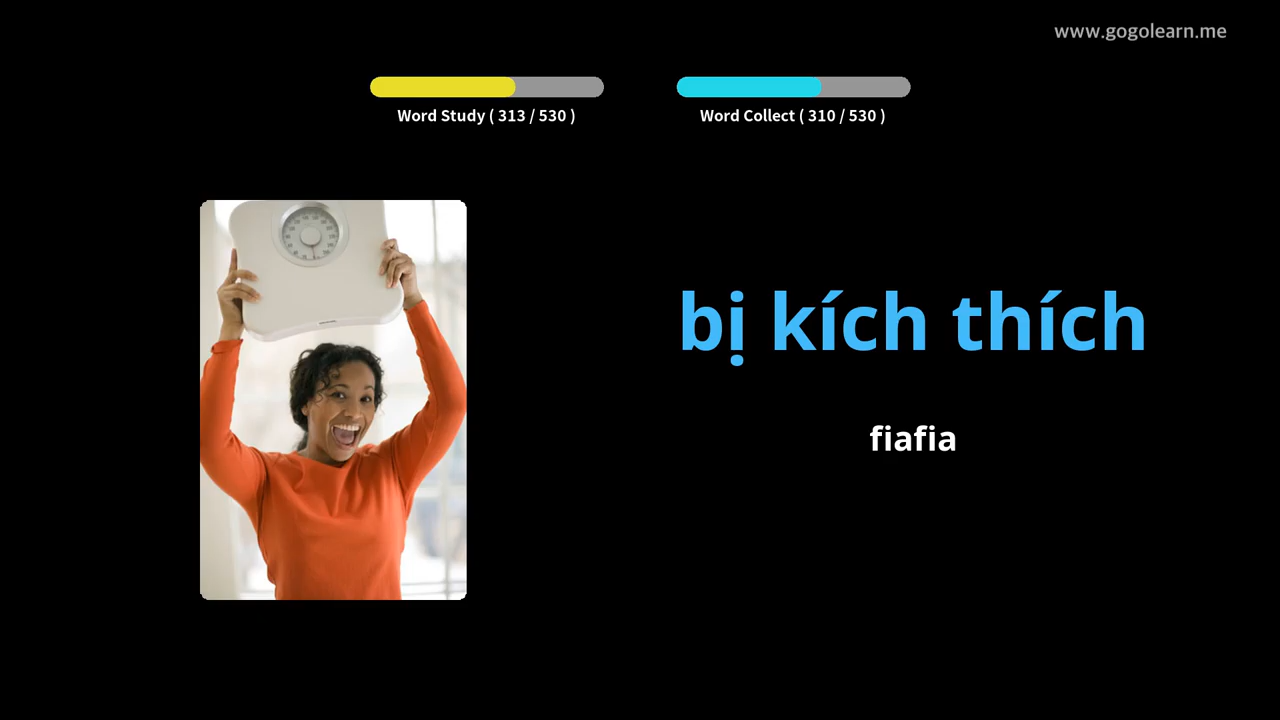 www.gogolearn.me
Word Study ( 313 / 530 )
Word Collect ( 310 / 530 )
bị kích thích
fiafia